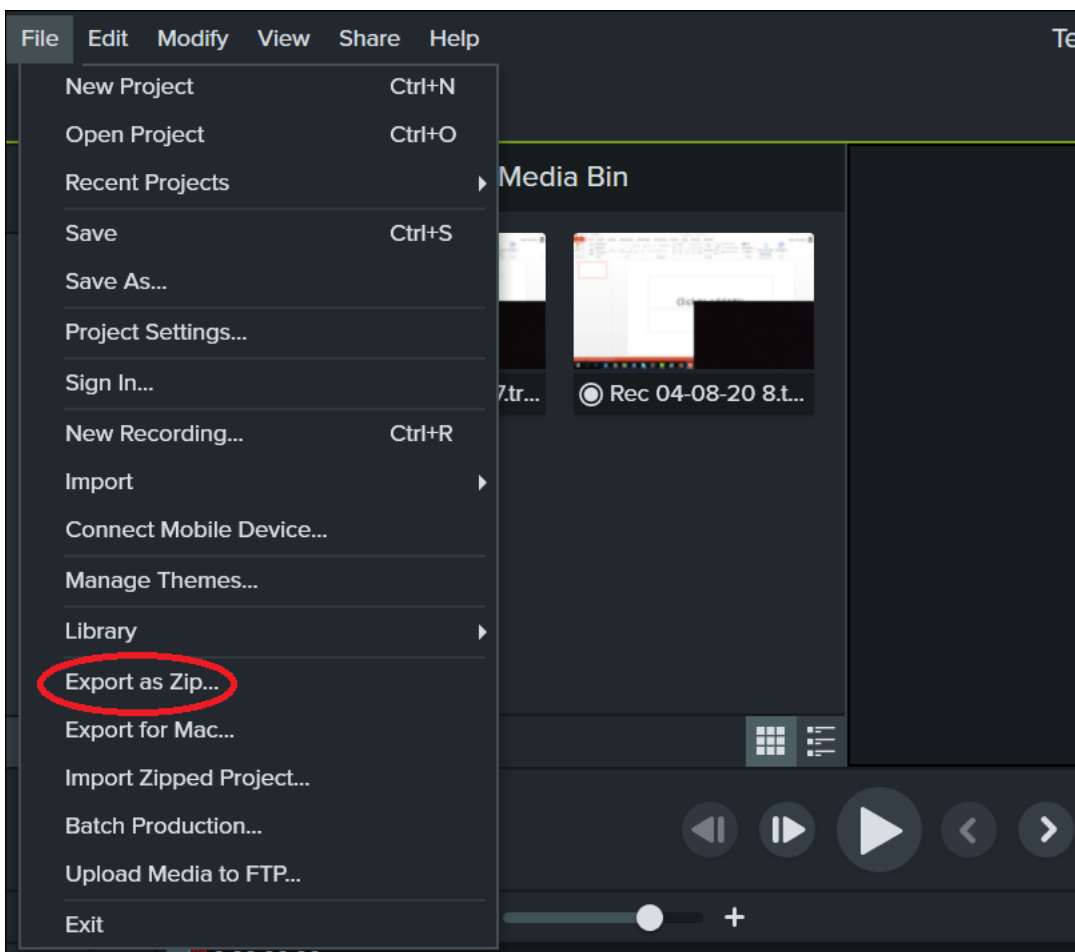 File Edit Modify View Share Help
New Project Ctrl+N
Open Project Ctrl+O
Recent Projects
Save Ctrl+S
Save As...
Project Settings...
Sign In...
New Recording... Ctrl+R
Import
Connect Mobile Device...
Manage Themes...
Library
Export as Zip...
Export for Mac...
Import Zipped Project...
Batch Production...
Upload Media to FTP...
Exit
Media Bin
7.tr...
Rec 04-08-20 8.t...